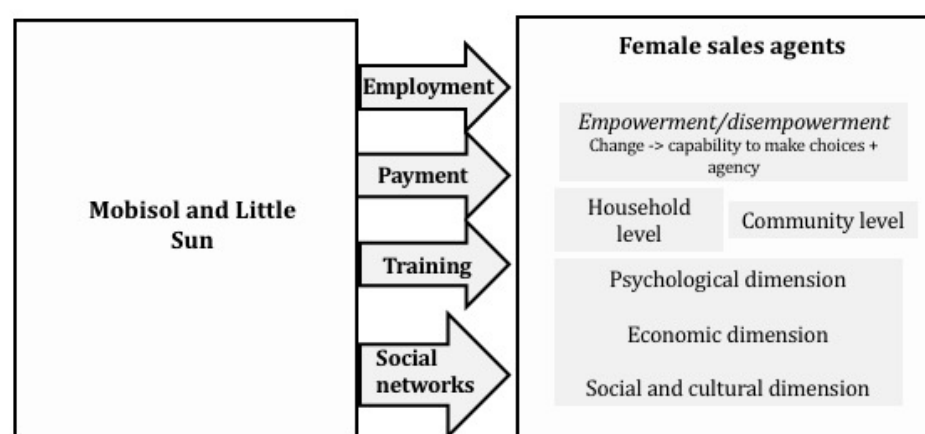 Mobisol and Little
Sun
Employment
Payment
Training
Social
networks
Female sales agents
Empowerment/disempowerment
Change -> capability to make choices +
agency
Household
level
Community level
Psychological dimension
Economic dimension
Social and cultural dimension